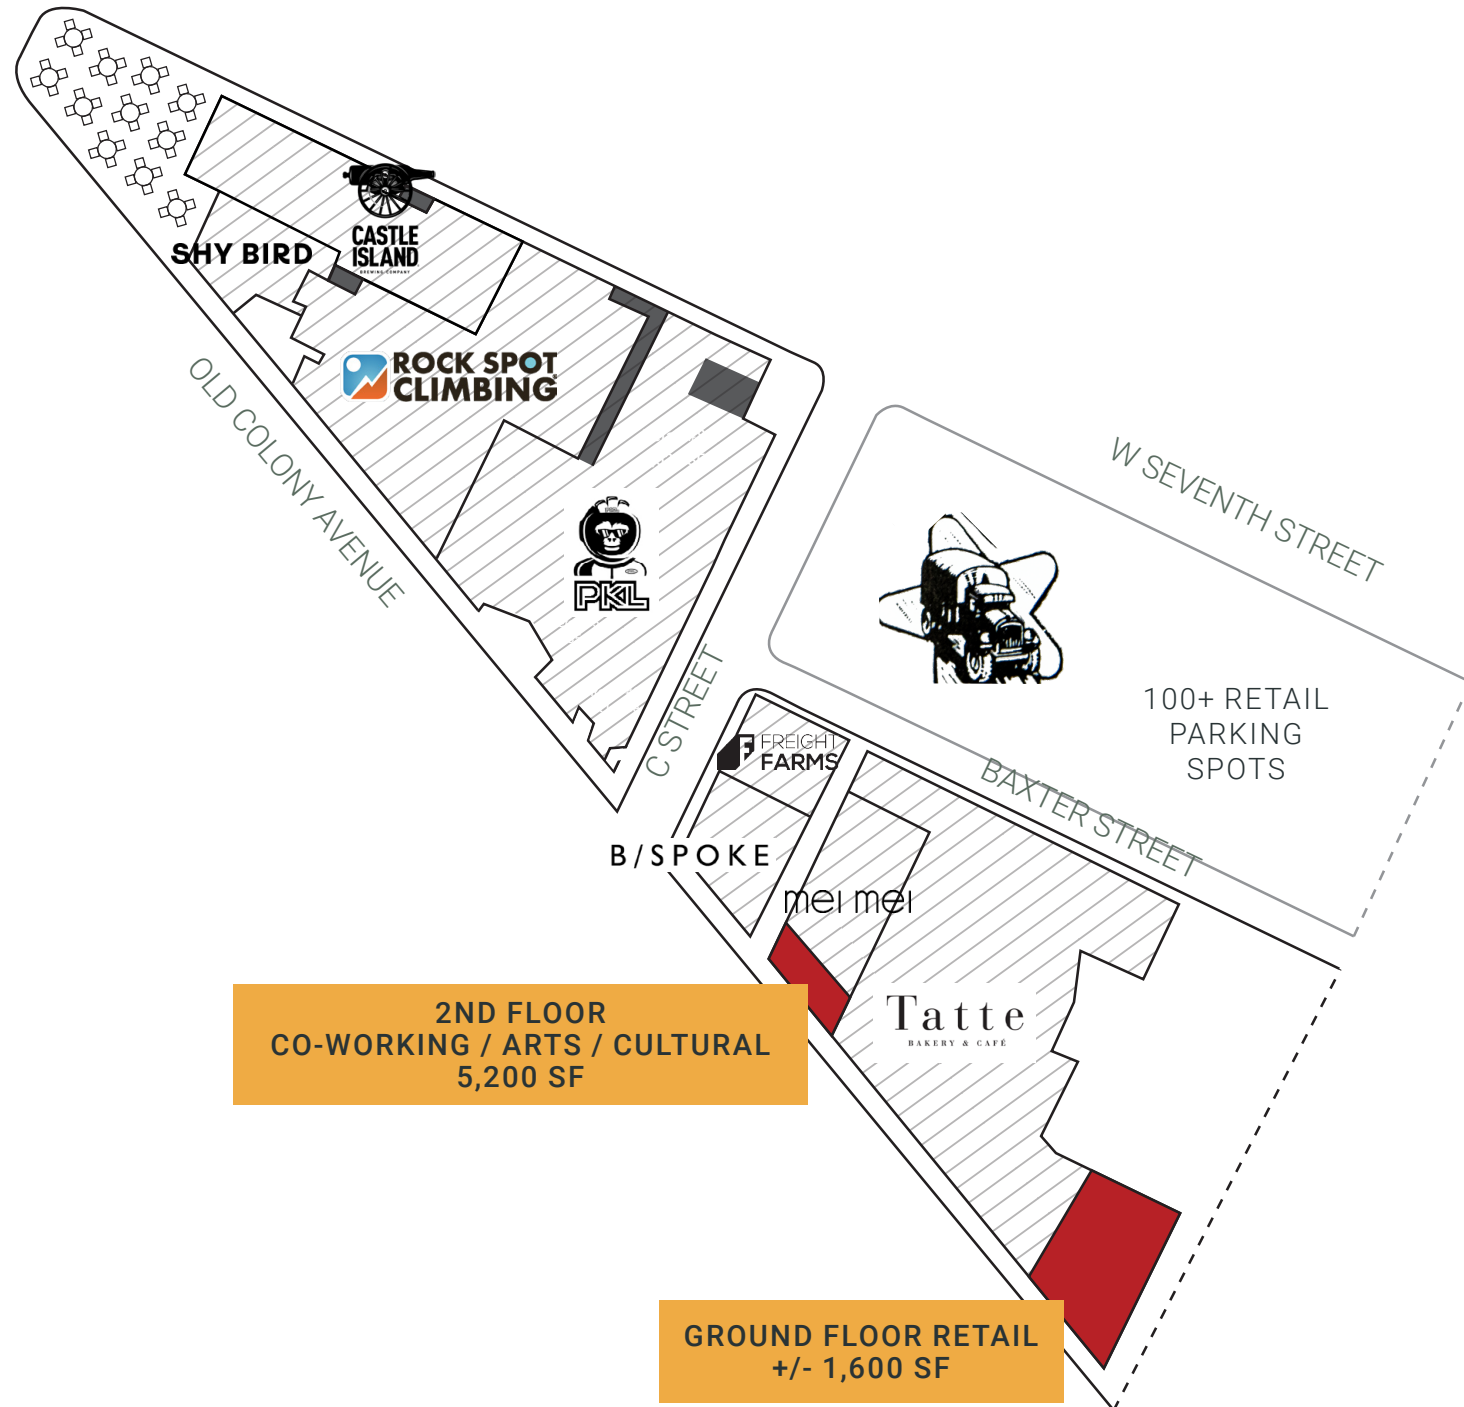 SHY BIRD
CASTLE
ISLAND
BREWING COMPANY
ROCK SPOT
CLIMBING
OLD COLONY AVENUE
PKL
C STREET
W SEVENTH STREET
100+ RETAIL
PARKING
SPOTS
BAXTER STREET
FREIGHT
FARMS
B/SPOKE
mei mei
Tatte
BAKERY & CAFÉ
2ND FLOOR
CO-WORKING / ARTS / CULTURAL
5,200 SF
GROUND FLOOR RETAIL
+/- 1,600 SF